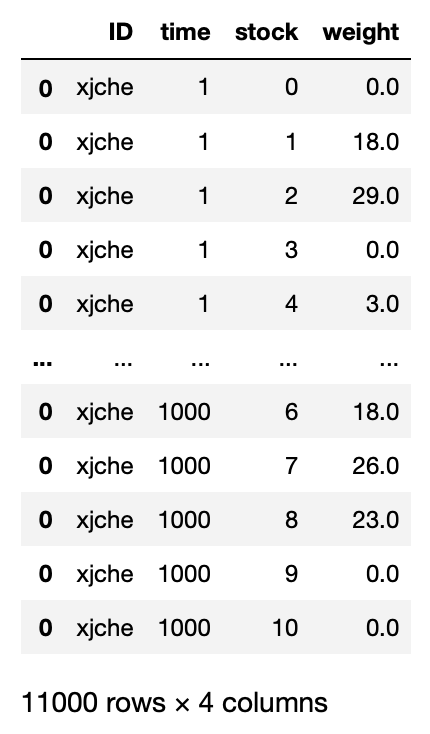 ID time stock weight
0 xjche 1 0 0.0
0 xjche 1 1 18.0
0 xjche 1 2 29.0
0 xjche 1 3 0.0
0 xjche 1 4 3.0
... ... ... ... ...
0 xjche 1000 6 18.0
0 xjche 1000 7 26.0
0 xjche 1000 8 23.0
0 xjche 1000 9 0.0
0 xjche 1000 10 0.0
11000 rows × 4 columns